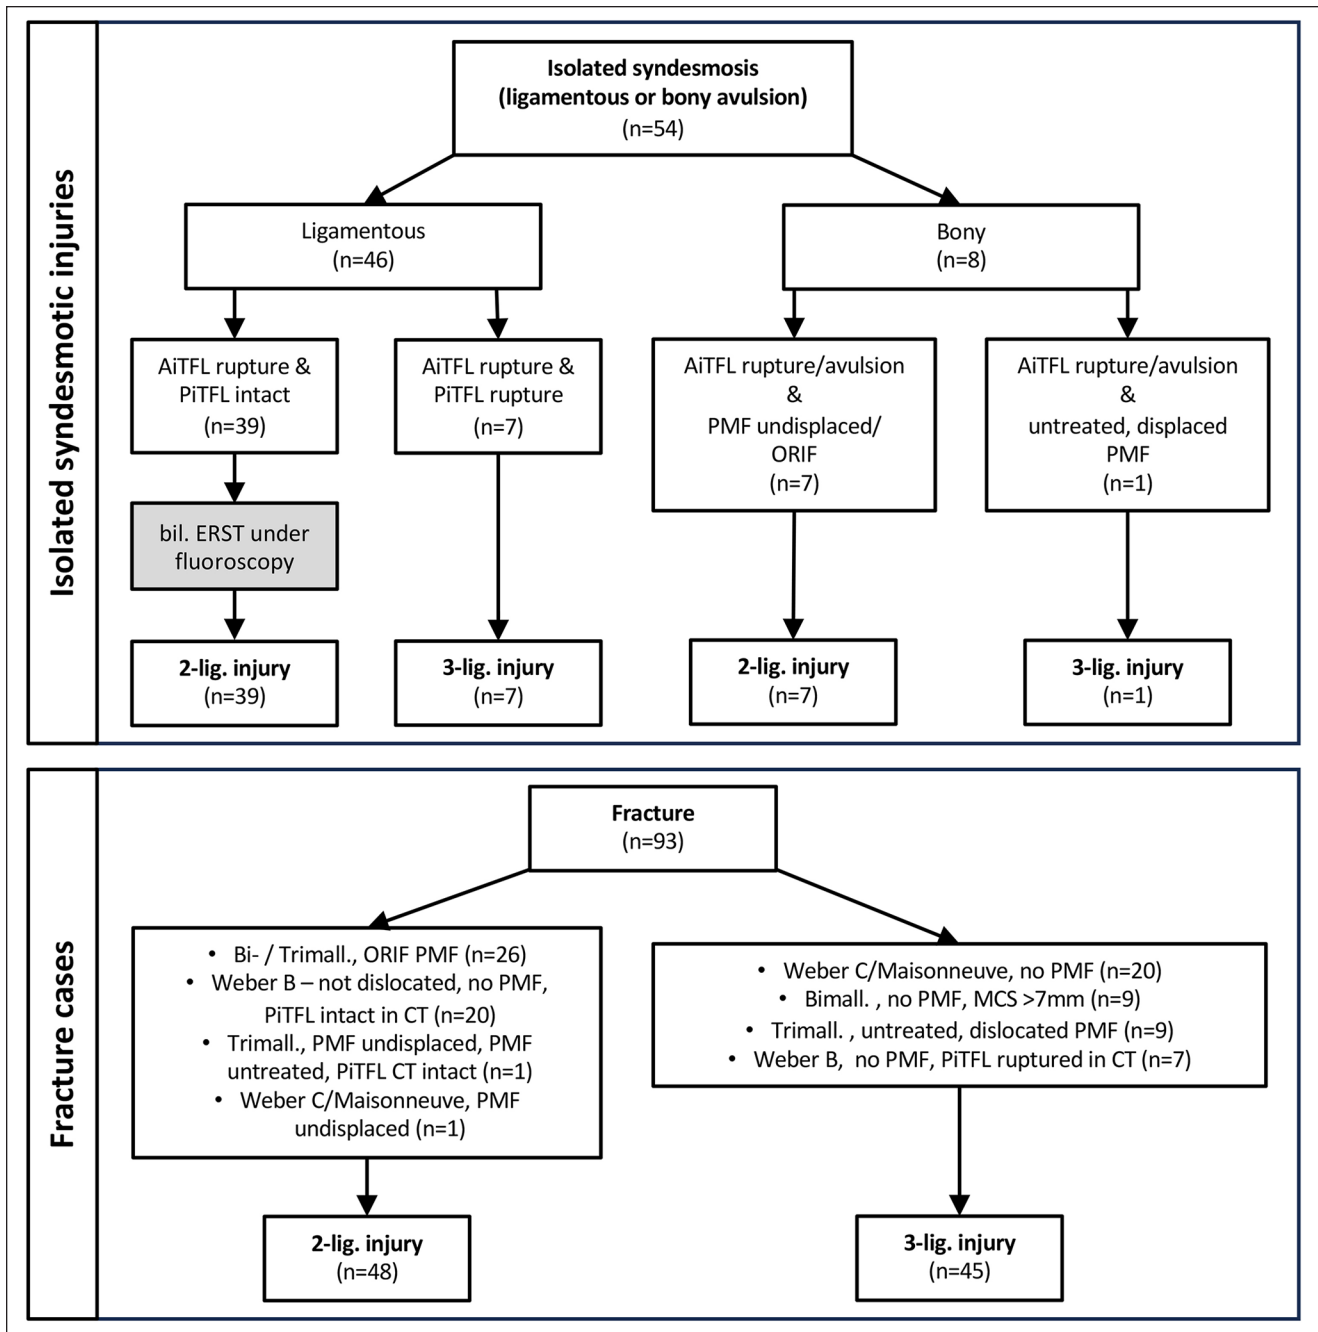 Isolated syndesmotic injuries
Isolated syndesmosis
(ligamentous or bony avulsion)
(n=54)
Ligamentous
(n=46)
Bony
(n=8)
AiTFL rupture &
PiTFL intact
(n=39)
AiTFL rupture &
PiTFL rupture
(n=7)
AiTFL rupture/avulsion
&
PMF undisplaced/
ORIF
(n=7)
AiTFL rupture/avulsion
&
untreated, displaced
PMF
(n=1)
bil. ERST under
fluoroscopy
2-lig. injury
(n=39)
3-lig. injury
(n=7)
2-lig. injury
(n=7)
3-lig. injury
(n=1)
Fracture cases
Fracture
(n=93)
• Bi- / Trimall., ORIF PMF (n=26)
• Weber B – not dislocated, no PMF,
PiTFL intact in CT (n=20)
• Trimall., PMF undisplaced, PMF
untreated, PiTFL CT intact (n=1)
• Weber C/Maisonneuve, PMF
undisplaced (n=1)
• Weber C/Maisonneuve, no PMF (n=20)
• Bimall. , no PMF, MCS >7mm (n=9)
• Trimall. , untreated, dislocated PMF (n=9)
• Weber B, no PMF, PiTFL ruptured in CT (n=7)
2-lig. injury
(n=48)
3-lig. injury
(n=45)